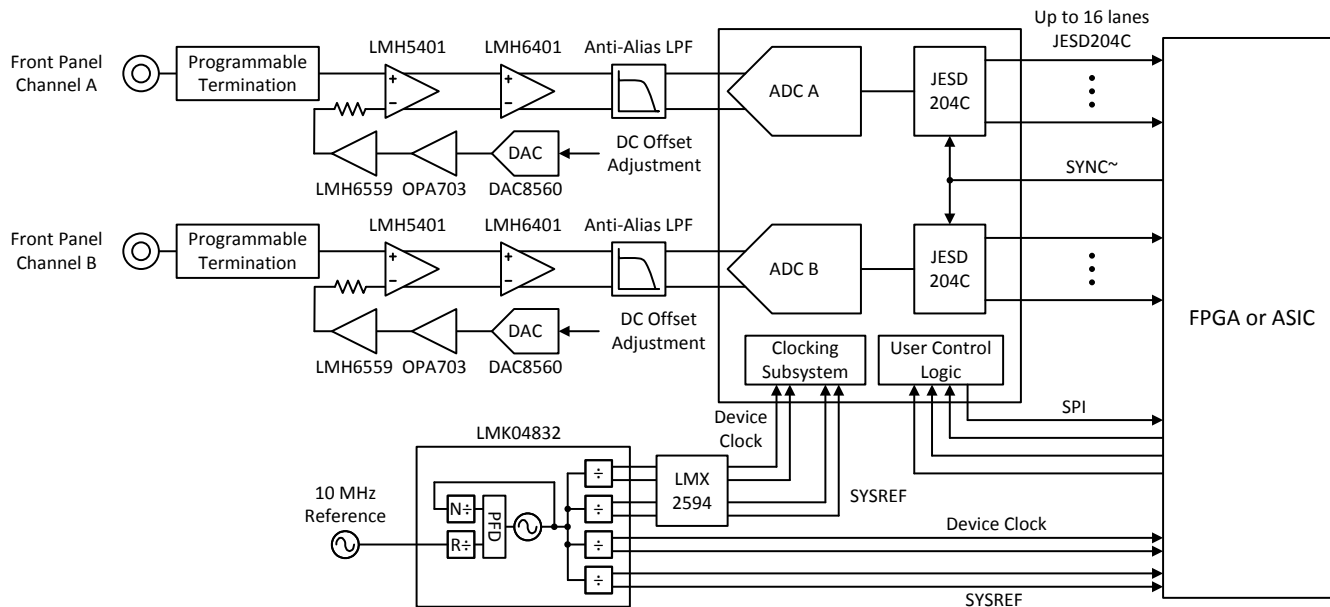 Up to 16 lanes
JESD204C
Front Panel
Channel A
Programmable
Termination
LMH5401
LMH6401
Anti-Alias LPF
+
−
+
−
ADC A
JESD
204C
LMH6559
OPA703
DAC
DAC8560
DC Offset
Adjustment
SYNC~
Front Panel
Channel B
Programmable
Termination
LMH5401
LMH6401
Anti-Alias LPF
+
−
+
−
ADC B
JESD
204C
FPGA or ASIC
LMH6559
OPA703
DAC
DAC8560
DC Offset
Adjustment
Clocking
Subsystem
User Control
Logic
SPI
Device
Clock
LMK04832
10 MHz
Reference
N÷
R÷
PFD
÷
÷
÷
÷
LMX
2594
SYSREF
Device Clock
SYSREF